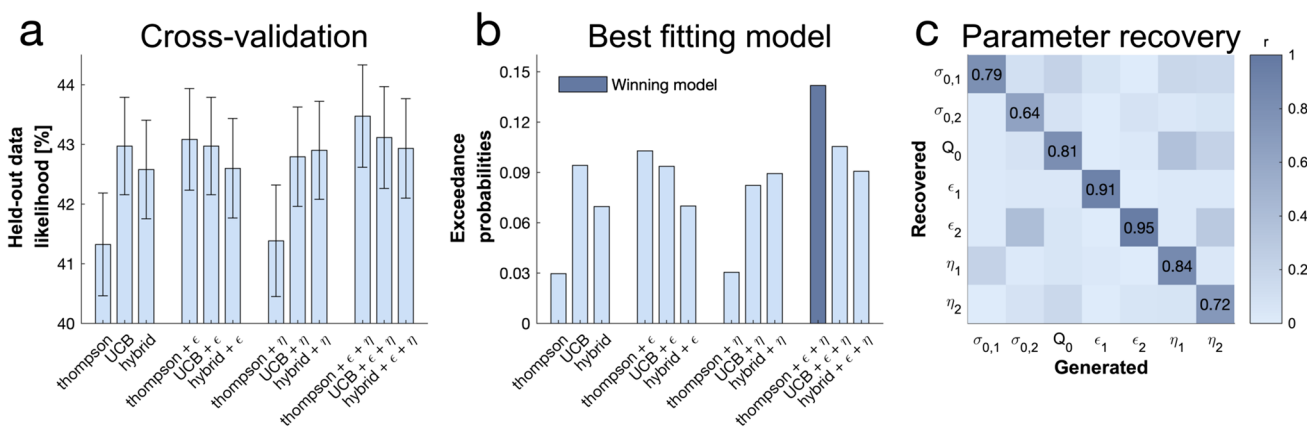 a Cross-validation
Held-out data
likelihood [%]
44
43
42
41
40
thompson
UCB
hybrid
thompson + ϵ
UCB + ϵ
hybrid + ϵ
thompson + η
UCB + η
hybrid + η
thompson + ϵ + η
UCB + ϵ + η
hybrid + ϵ + η
b Best fitting model
Exceedance
probabilities
0.15
0.12
0.09
0.06
0.03
0
Winning model
thompson
UCB
hybrid
thompson + ϵ
UCB + ϵ
hybrid + ϵ
thompson + η
UCB + η
hybrid + η
thompson + ϵ + η
UCB + ϵ + η
hybrid + ϵ + η
c Parameter recovery
Recovered
σ0,1
σ0,2
Q0
ϵ1
ϵ2
η1
η2
0.79
0.64
0.81
0.91
0.95
0.84
0.72
σ0,1 σ0,2 Q0 ϵ1 ϵ2 η1 η2
Generated
r
1
0.8
0.6
0.4
0.2
0